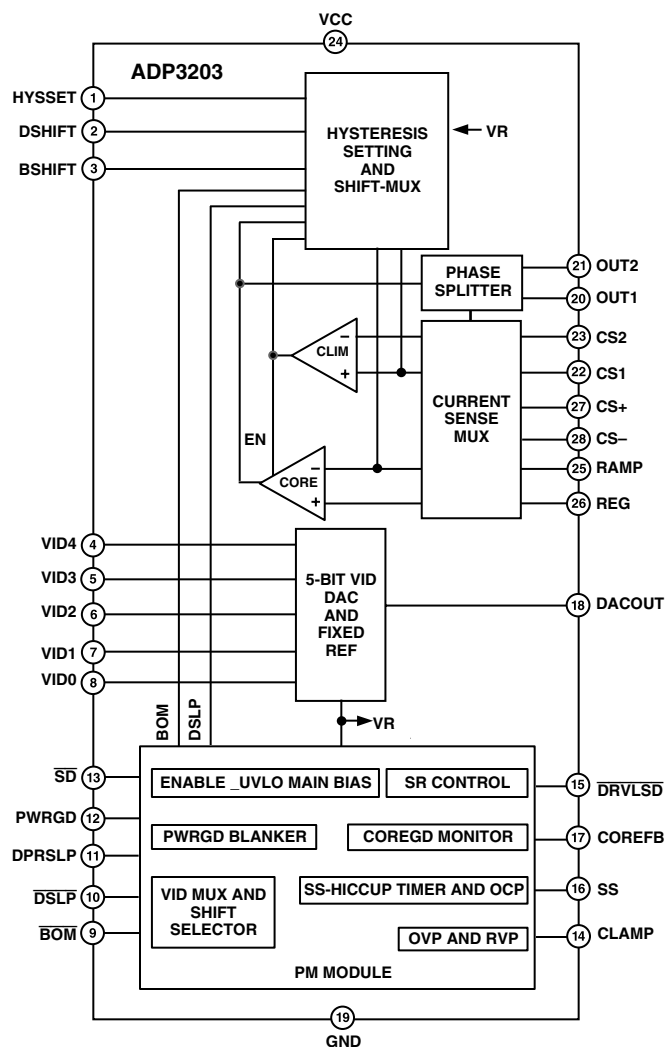 VCC
24
ADP3203
HYSSET 1
DSHIFT 2
BSHIFT 3
HYSTERESIS
SETTING
AND
SHIFT-MUX
VR
PHASE
SPLITTER
21 OUT2
20 OUT1
– CLIM +
23 CS2
22 CS1
27 CS+
28 CS–
25 RAMP
26 REG
CURRENT
SENSE
MUX
EN
– CORE +
VID4 4
VID3 5
VID2 6
VID1 7
VID0 8
5-BIT VID
DAC
AND
FIXED
REF
18 DACOUT
BOM
DSLP
VR
SD 13
PWRGD 12
DPRSLP 11
DSLP 10
BOM 9
ENABLE _UVLO MAIN BIAS
SR CONTROL
PWRGD BLANKER
COREGD MONITOR
VID MUX AND
SHIFT
SELECTOR
SS-HICCUP TIMER AND OCP
OVP AND RVP
PM MODULE
15 DRVLSD
17 COREFB
16 SS
14 CLAMP
19
GND